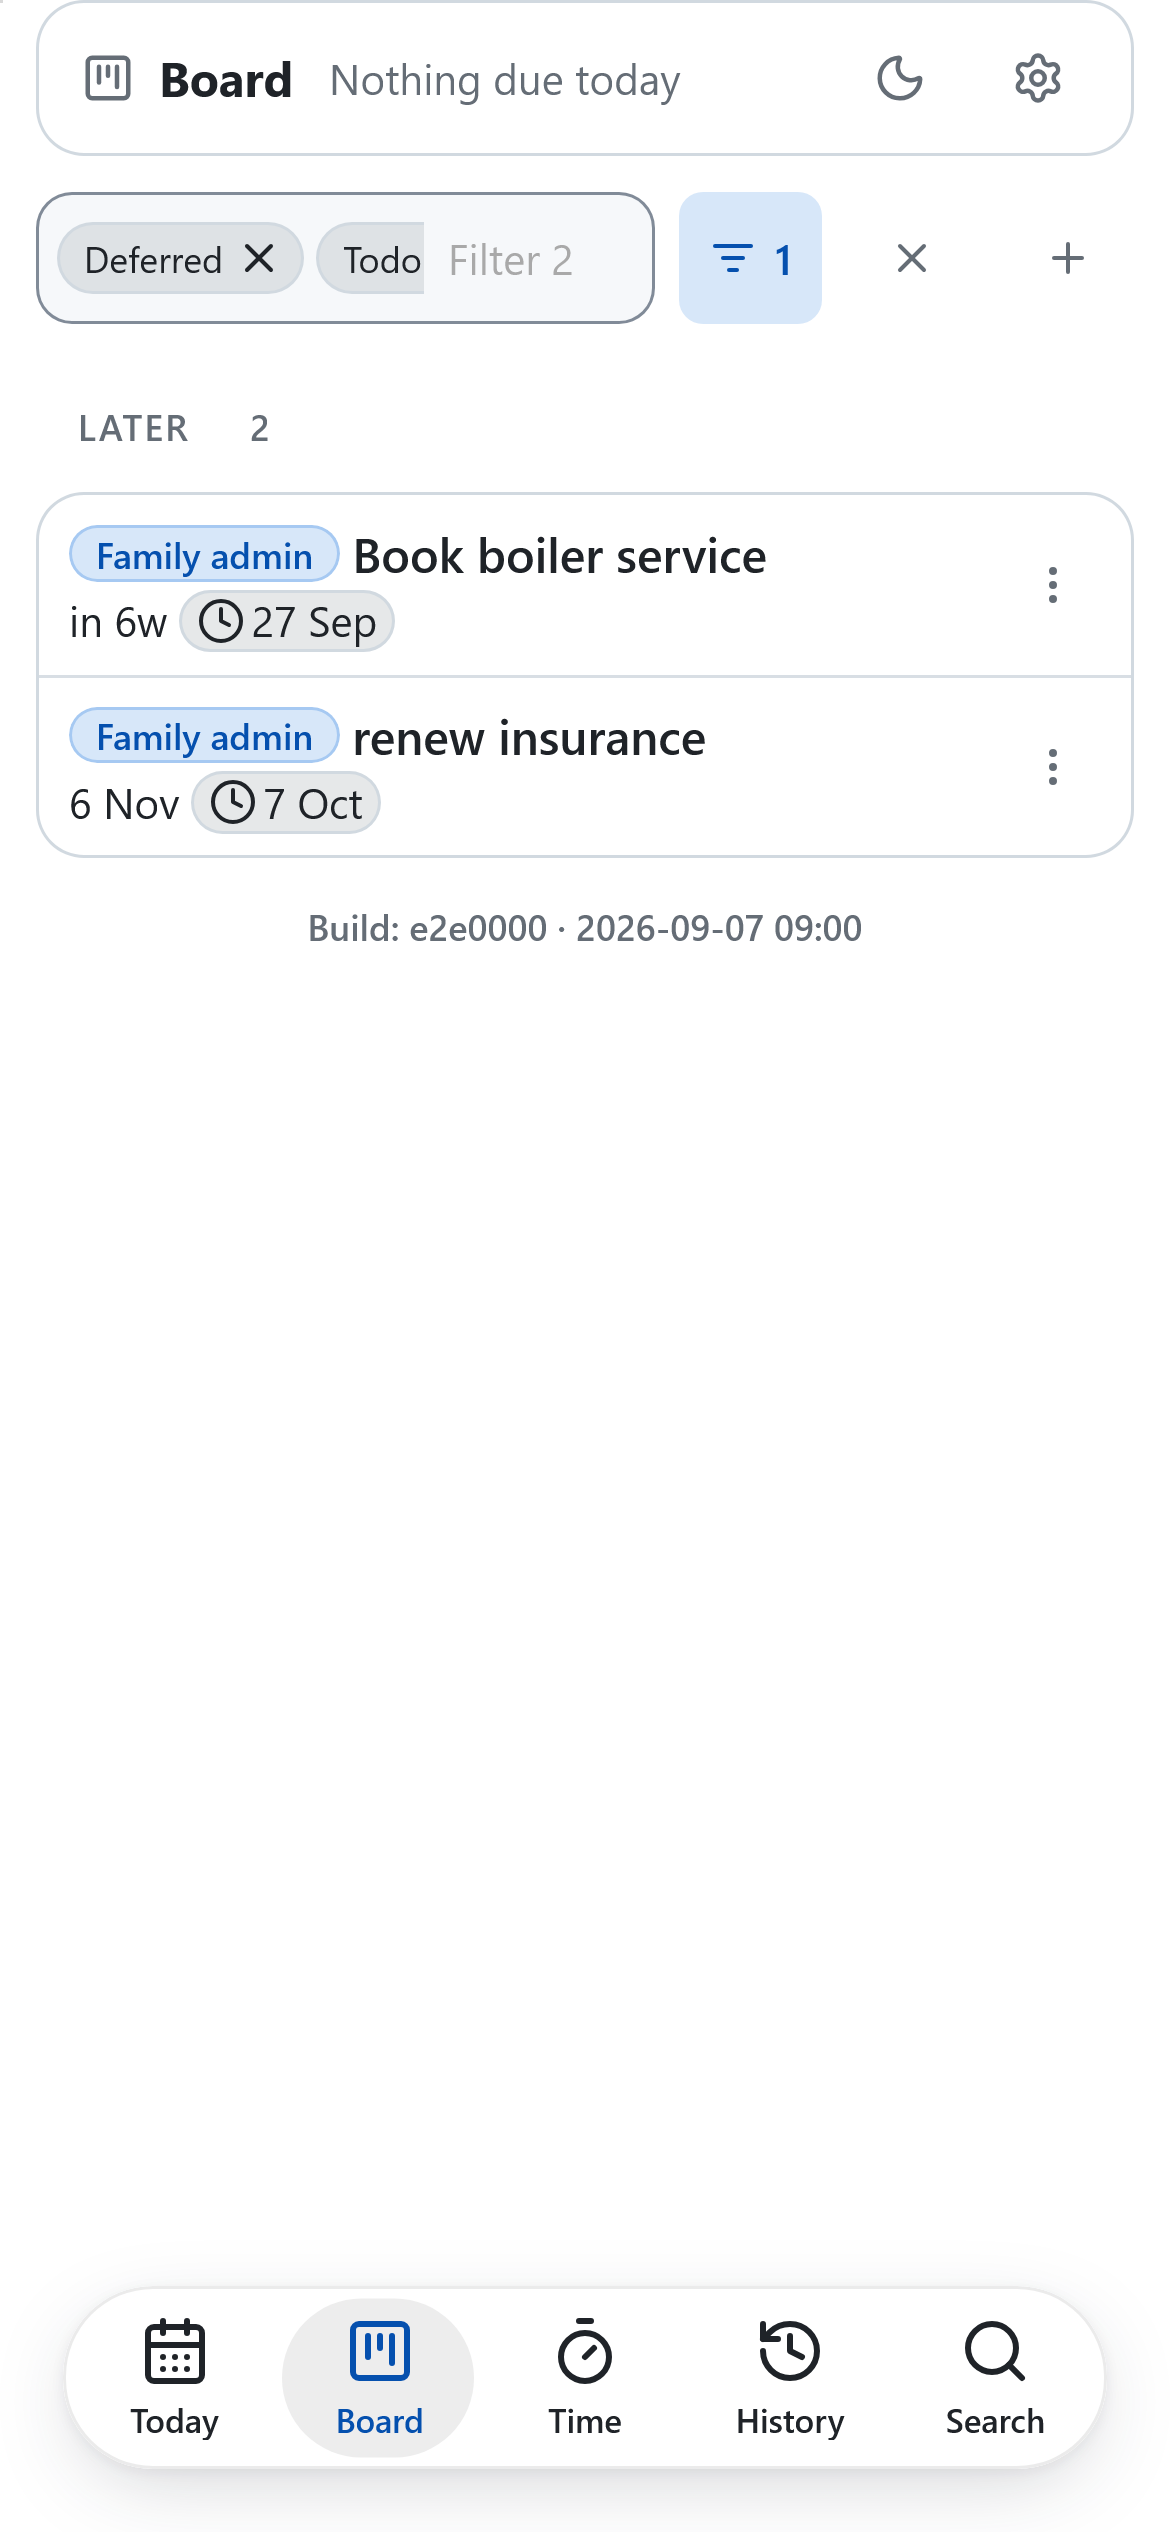 Board Nothing due today
Deferred Todo Filter 2 1
LATER 2
Family admin Book boiler service
in 6w 27 Sep
Family admin renew insurance
6 Nov 7 Oct
Build: e2e0000 · 2026-09-07 09:00
Today Board Time History Search